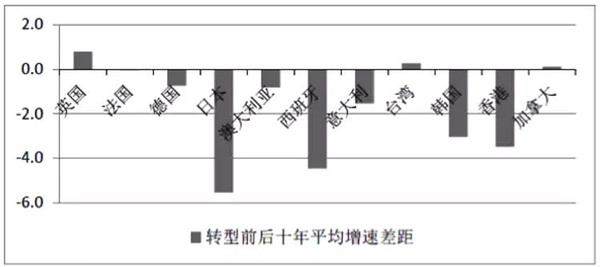 2.0
0.0
-2.0
-4.0
-6.0
英国
法国
德国
日本
澳大利亚
西班牙
意大利
台湾
韩国
香港
加拿大
转型前后十年平均增速差距